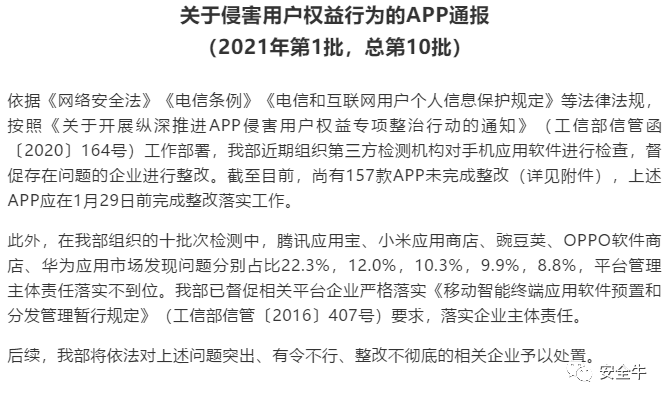 关于侵害用户权益行为的APP通报
（2021年第1批，总第10批）
依据《网络安全法》《电信条例》《电信和互联网用户个人信息保护规定》等法律法规，
按照《关于开展纵深推进APP侵害用户权益专项整治行动的通知》（工信部信管函
〔2020〕164号）工作部署，我部近期组织第三方检测机构对手机应用软件进行检查，督
促存在问题的企业进行整改。截至目前，尚有157款APP未完成整改（详见附件），上述
APP应在1月29日前完成整改落实工作。
此外，在我部组织的十批次检测中，腾讯应用宝、小米应用商店、豌豆荚、OPPO软件商
店、华为应用市场发现问题分别占比22.3%，12.0%，10.3%，9.9%，8.8%，平台管理
主体责任落实不到位。我部已督促相关平台企业严格落实《移动智能终端应用软件预置和
分发管理暂行规定》（工信部信管〔2016〕407号）要求，落实企业主体责任。
后续，我部将依法对上述问题突出、有令不行、整改不彻底的相关企业予以处置。
安全牛